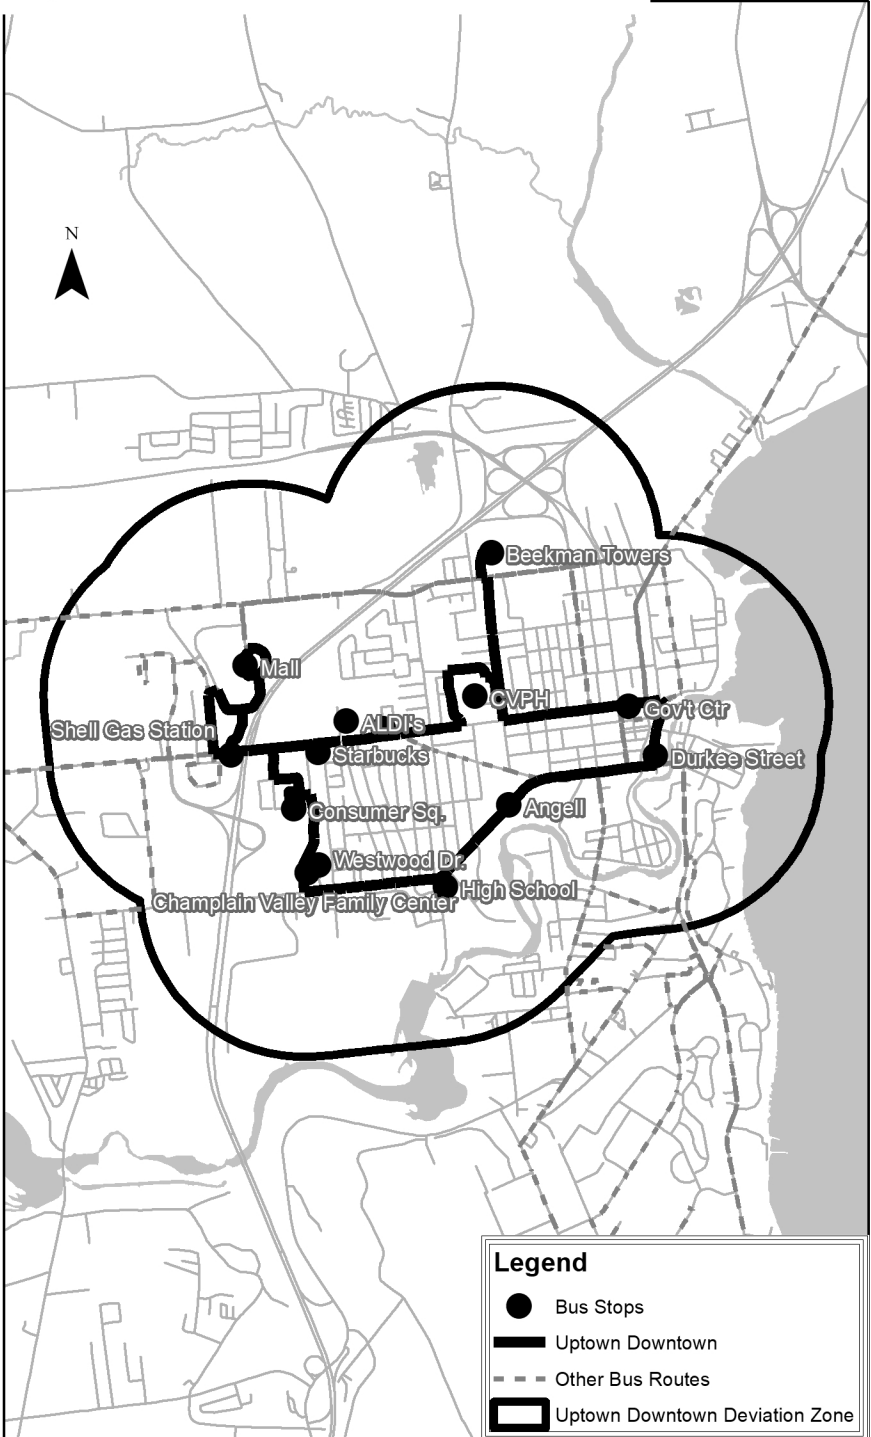 N
Beekman Towers
Mall
CVPH
Gov't Ctr
ALDI's
Shell Gas Station
Starbucks
Durkee Street
Angell
Consumer Sq.
Westwood Dr.
High School
Champlain Valley Family Center
Legend
Bus Stops
Uptown Downtown
Other Bus Routes
Uptown Downtown Deviation Zone